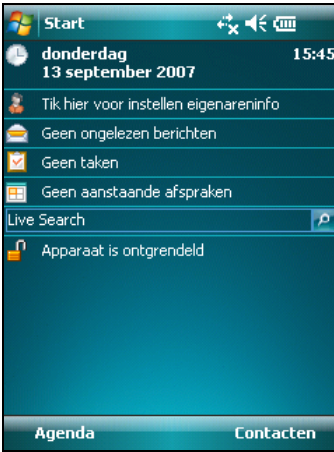 Start
donderdag 15:45
13 september 2007
Tik hier voor instellen eigenareninfo
Geen ongelezen berichten
Geen taken
Geen aanstaande afspraken
Live Search
Apparaat is ontgrendeld
Agenda Contacten